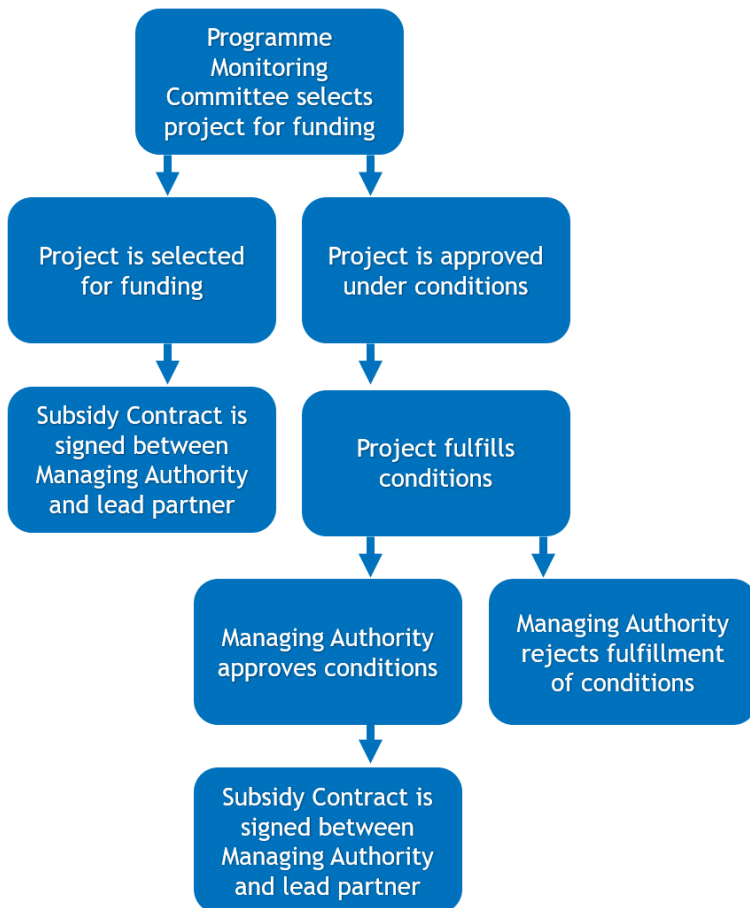 Programme
Monitoring
Committee selects
project for funding
Project is selected
for funding
Project is approved
under conditions
Subsidy Contract is
signed between
Managing Authority
and lead partner
Project fulfills
conditions
Managing Authority
approves conditions
Managing Authority
rejects fulfillment
of conditions
Subsidy Contract is
signed between
Managing Authority
and lead partner